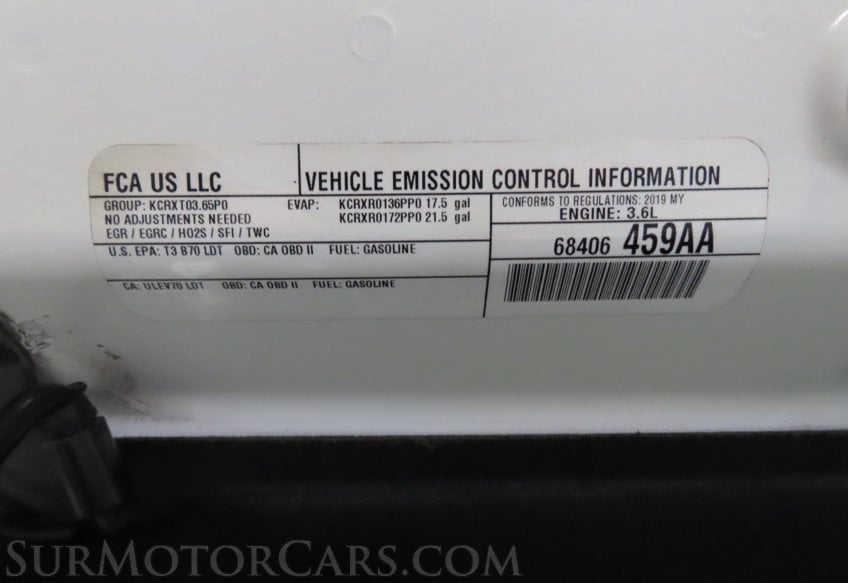 FCA US LLC
VEHICLE EMISSION CONTROL INFORMATION
GROUP: KCRXT03.65P0
NO ADJUSTMENTS NEEDED
EGR / EGRC / HO2S / SFI / TWC
EVAP: KCRXR0136PP0 17.5 gal
KCRXR0172PP0 21.5 gal
CONFORMS TO REGULATIONS: 2019 MY
ENGINE: 3.6L
U.S. EPA: T3 B70 LDT OBD: CA OBD II FUEL: GASOLINE
68406 459AA
CA: ULEV70 LDT OBD: CA OBD II FUEL: GASOLINE
SURMOTORCARS.COM